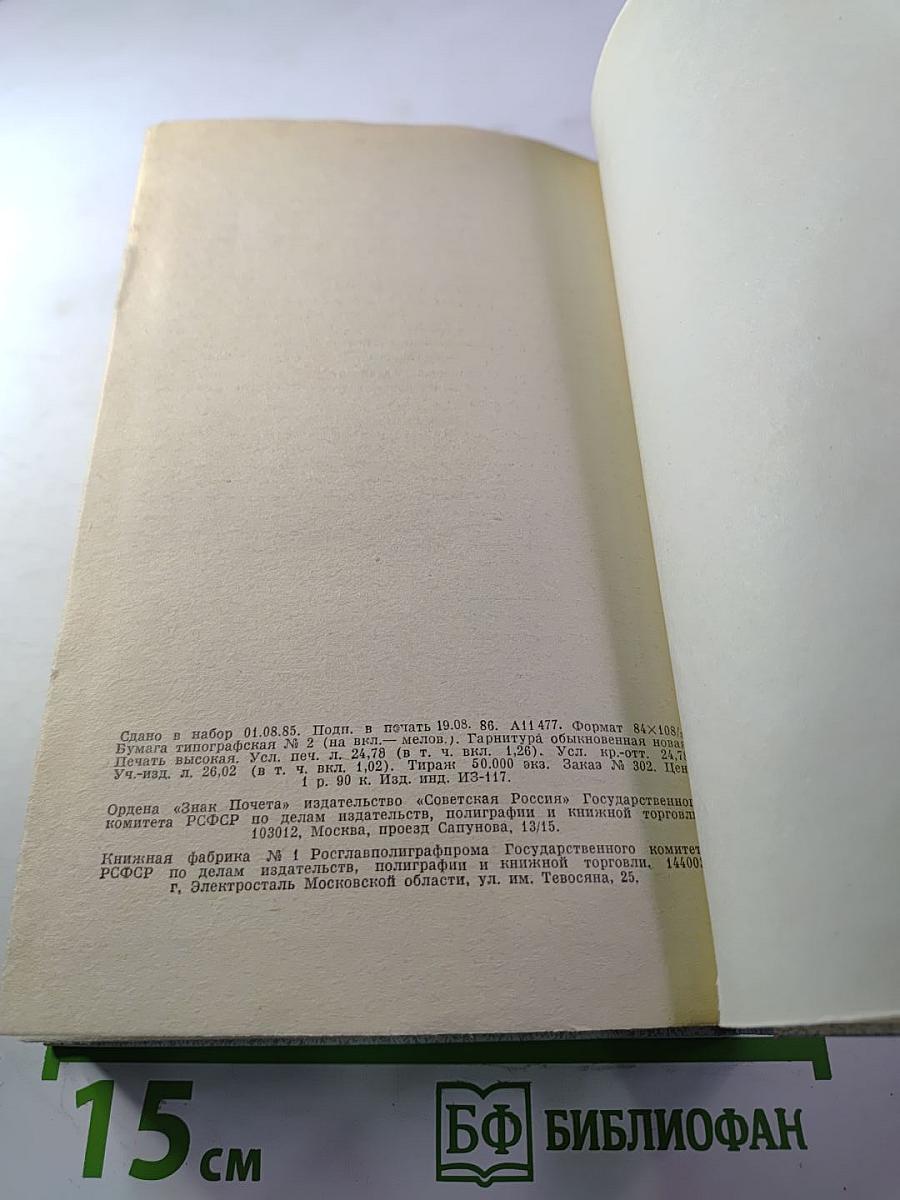 Сдано в набор 01.08.85. Подп. в печать 19.08. 86. А11477. Формат 84×108/
Бумага типографская № 2 (на вкл.— мелов.). Гарнитура обыкновенная новая
Печать высокая. Усл. печ. л. 24,78 (в т. ч. вкл. 1,26). Усл. кр.-отт. 24,78
Уч.-изд. л. 26,02 (в т. ч. вкл. 1,02). Тираж 50.000 экз. Заказ № 302. Цен
1 р. 90 к. Изд. инд. ИЗ-117.
Ордена «Знак Почета» издательство «Советская Россия» Государственног
комитета РСФСР по делам издательств, полиграфии и книжной торговли
103012, Москва, проезд Сапунова, 13/15.
Книжная фабрика № 1 Росглавполиграфпрома Государственного комитет
РСФСР по делам издательств, полиграфии и книжной торговли, 144003
г. Электросталь Московской области, ул. им. Тевосяна, 25.
15 см
БФ БИБЛИОФАН